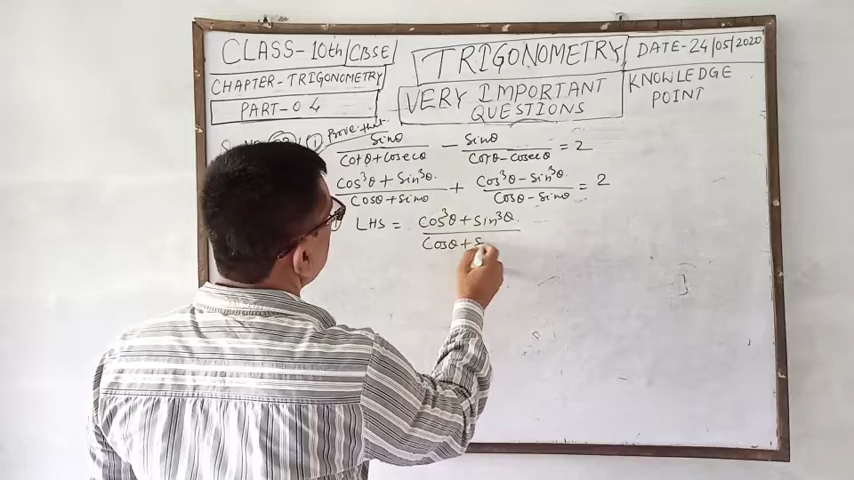 CLASS-10th/CBSE
CHAPTER-TRIGONOMETRY
PART-04
TRIGONOMETRY
VERY IMPORTANT
QUESTIONS
DATE-24/05/2020
KNOWLEDGE
POINT
Prove that
Sinθ/(Cotθ+Cosecθ) - Sinθ/(Cotθ-Cosecθ) = 2
(Cos³θ+Sin³θ)/(Cosθ+Sinθ) + (Cos³θ-Sin³θ)/(Cosθ-Sinθ) = 2
LHS = (Cos³θ+Sin³θ)/(Cosθ+S